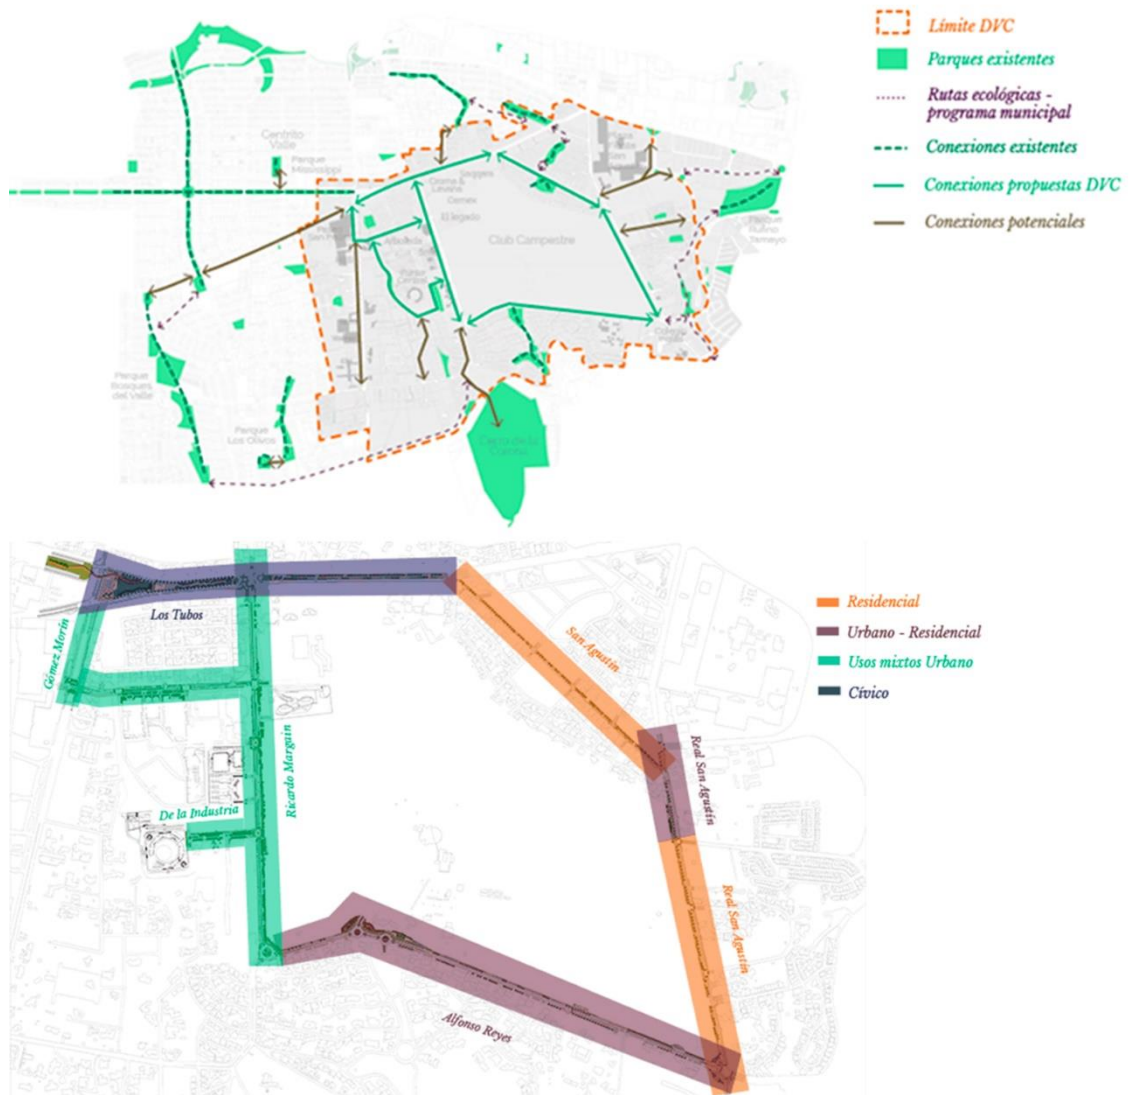 Límite DVC
Parques existentes
Rutas ecológicas -
programa municipal
Conexiones existentes
Conexiones propuestas DVC
Conexiones potenciales
Centrito
Valle
Parque
Mississippi
Club Campestre
El legado
Cemex
Punto
Central
Parque
Rufino
Tamayo
Parque
Bosques
del Valle
Parque
Los Olivos
Residencial
Urbano - Residencial
Usos mixtos Urbano
Cívico
Los Tubos
Gómez Morín
San Agustín
Real San Agustín
Ricardo Margain
De la Industria
Real San Agustín
Alfonso Reyes